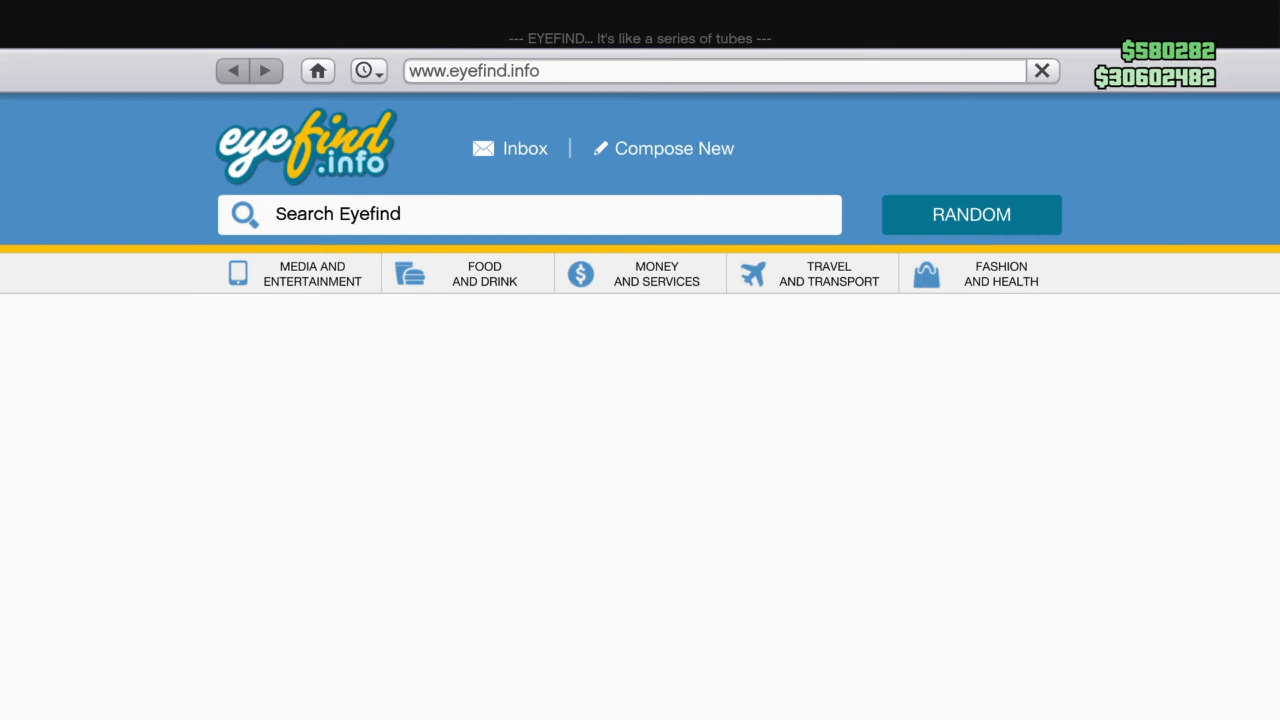 --- EYEFIND... It's like a series of tubes ---
$580282
www.eyefind.info
$30602482
eyefind
.info
Inbox
Compose New
Search Eyefind
RANDOM
MEDIA AND
ENTERTAINMENT
FOOD
AND DRINK
MONEY
AND SERVICES
TRAVEL
AND TRANSPORT
FASHION
AND HEALTH